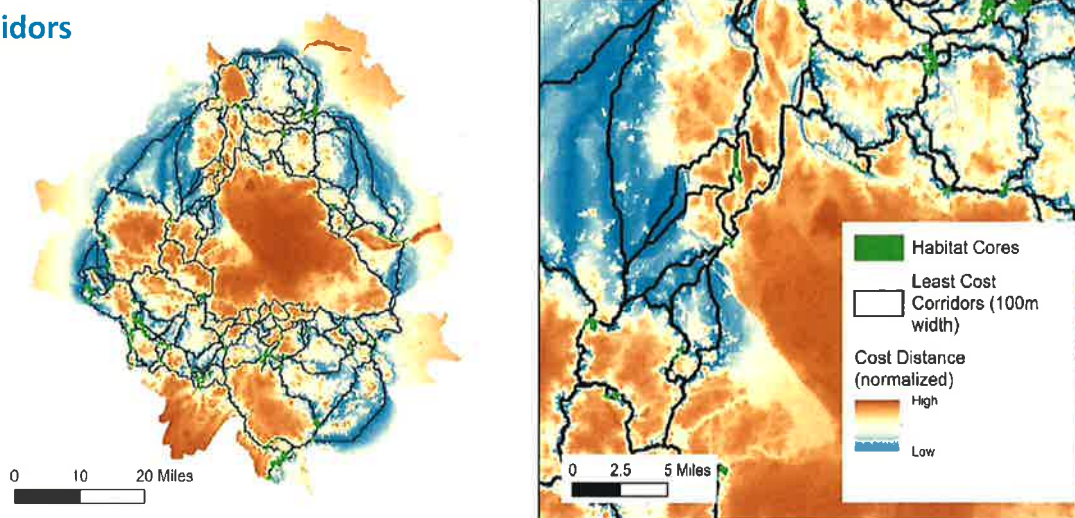 idors
0 10 20 Miles
0 2.5 5 Miles
Habitat Cores
Least Cost
Corridors (100m
width)
Cost Distance
(normalized)
High
Low